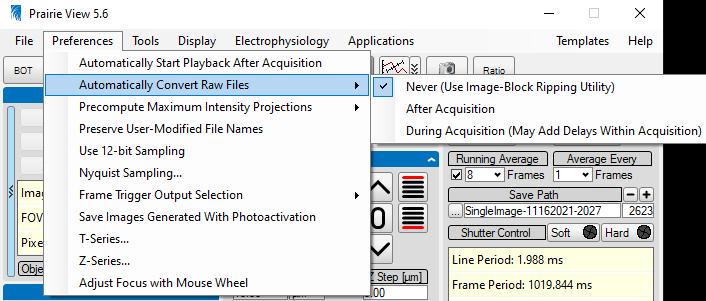 Prairie View 5.6
File Preferences Tools Display Electrophysiology Applications Templates Help
BOT
Ratio
Automatically Start Playback After Acquisition
Automatically Convert Raw Files
Never (Use Image-Block Ripping Utility)
After Acquisition
During Acquisition (May Add Delays Within Acquisition)
Precompute Maximum Intensity Projections
Preserve User-Modified File Names
Use 12-bit Sampling
Nyquist Sampling...
Frame Trigger Output Selection
Save Images Generated With Photoactivation
T-Series...
Z-Series...
Adjust Focus with Mouse Wheel
Running Average Average Every
8 Frames 1 Frames
Save Path
... SingleImage-11162021-2027 2623
Shutter Control Soft Hard
Line Period: 1.988 ms
Frame Period: 1019.844 ms
FOV
Z Step [µm]